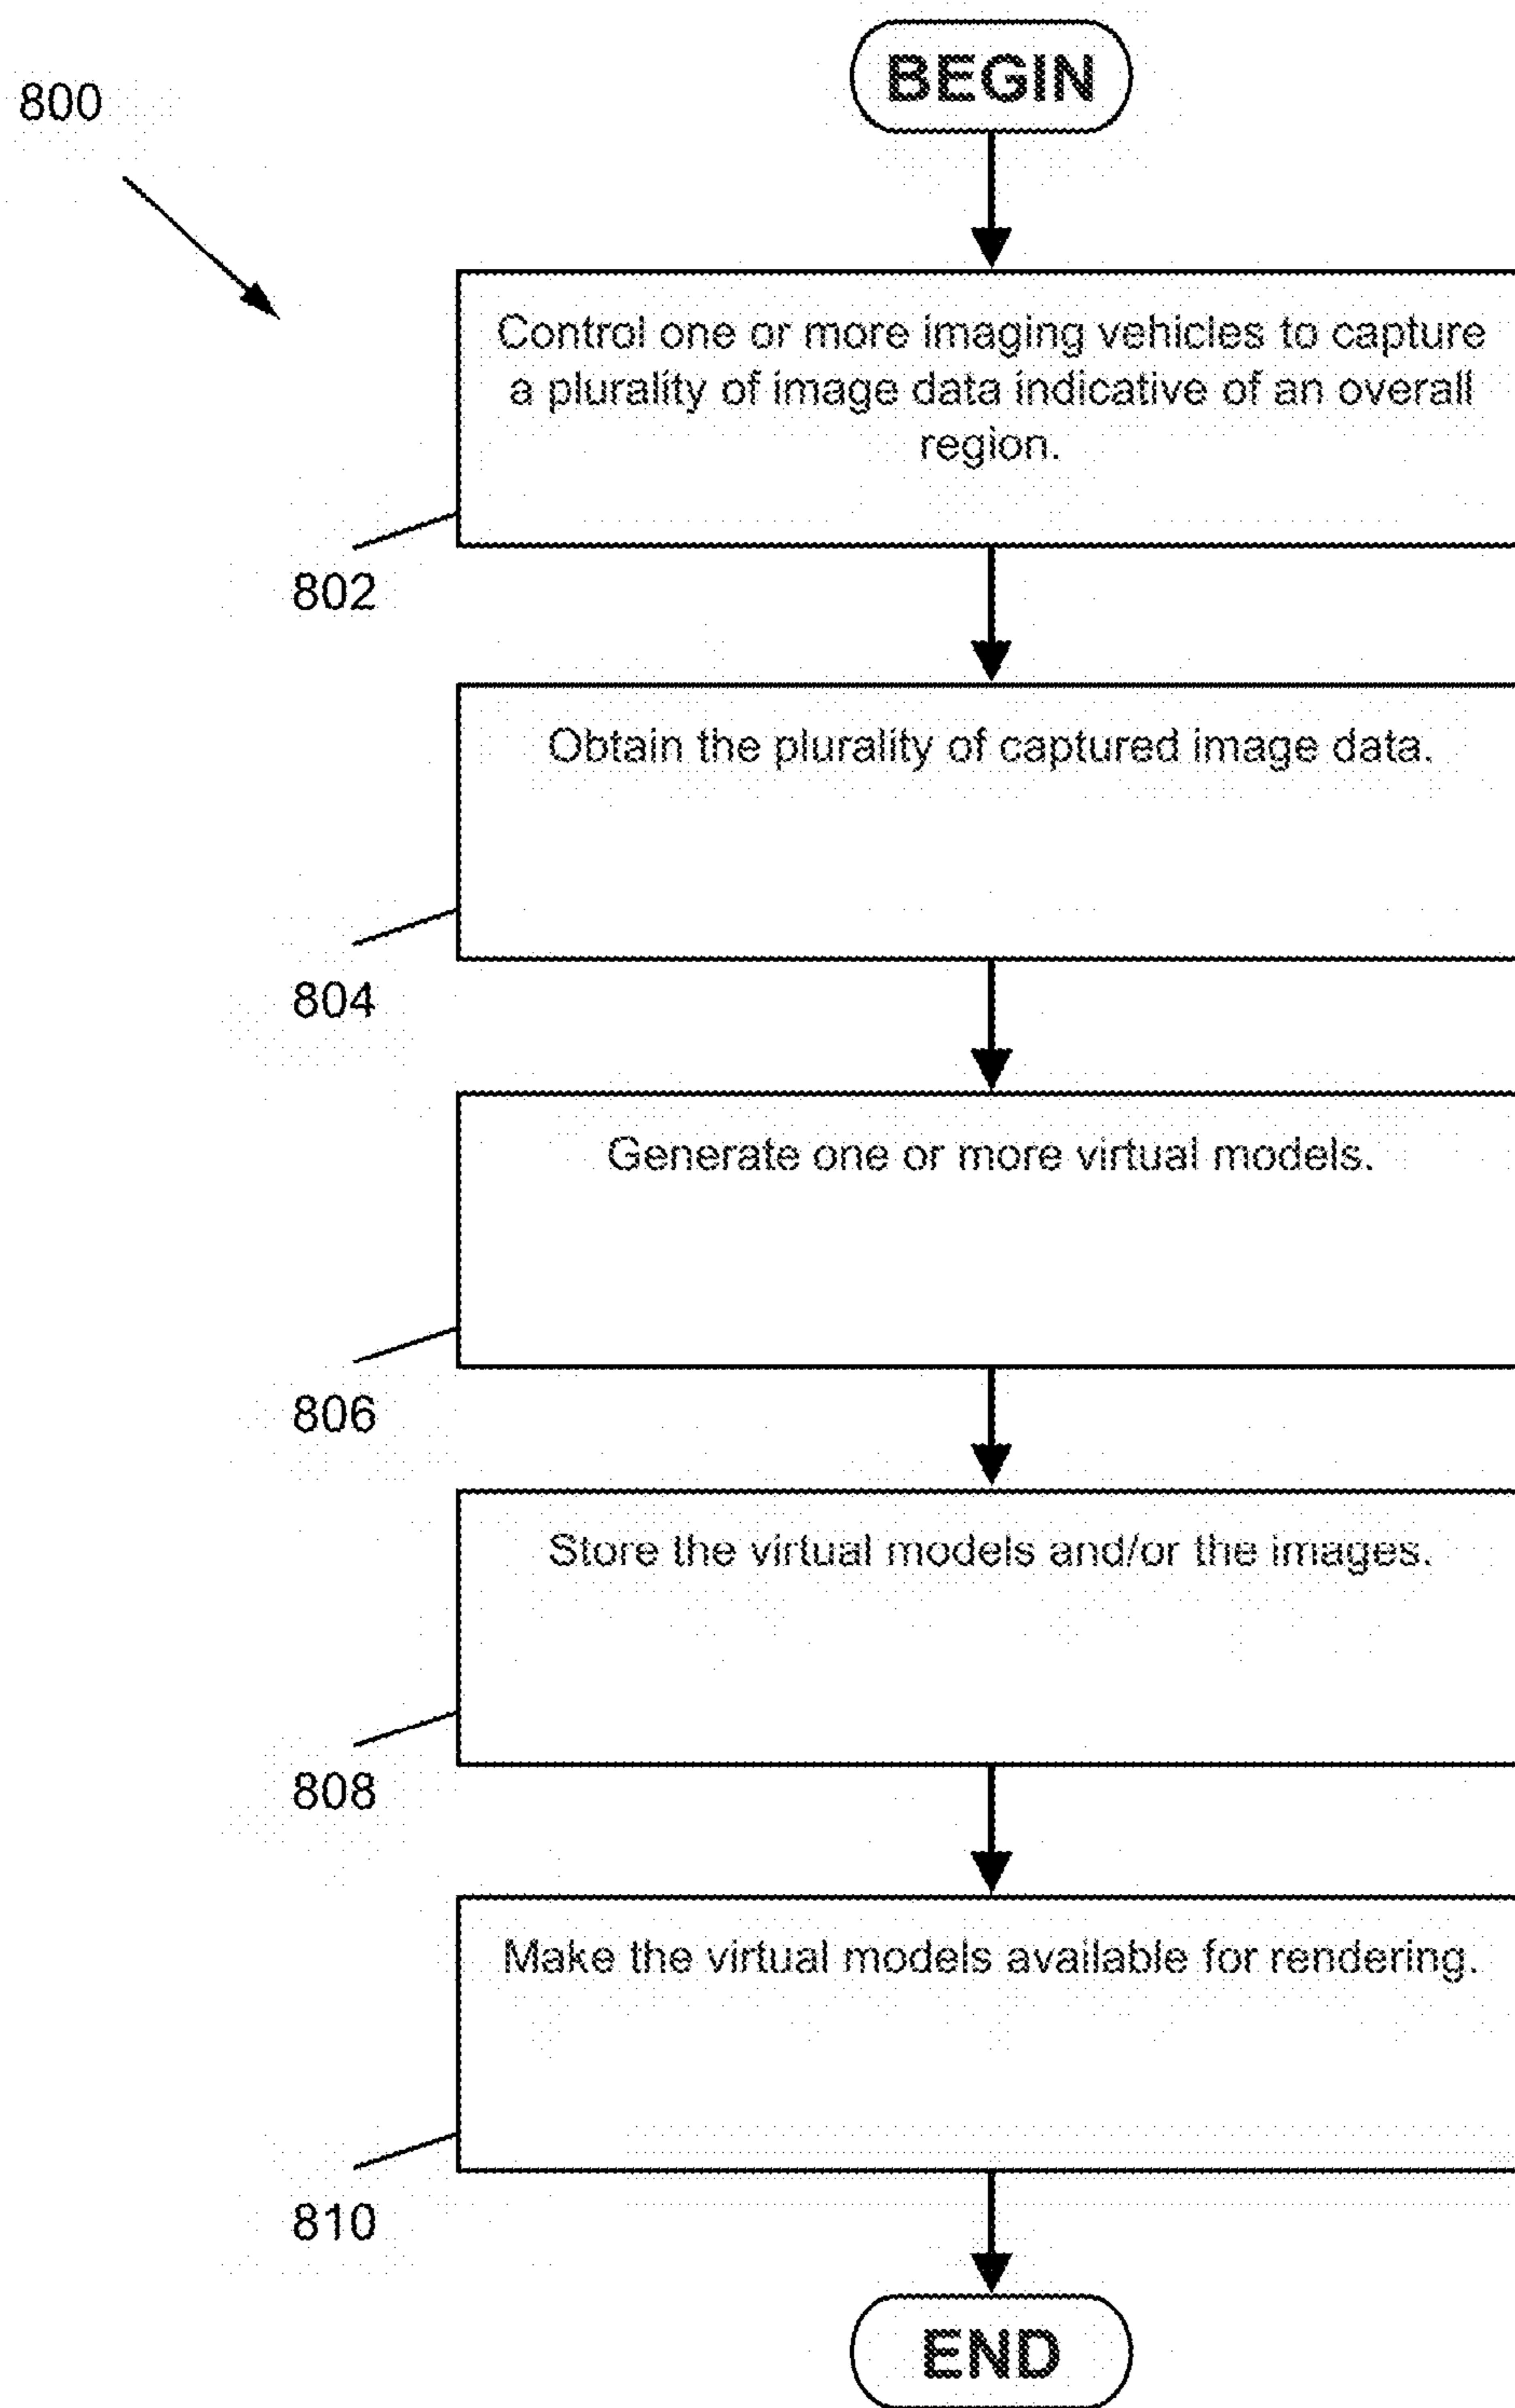 800
BEGIN
Control one or more imaging vehicles to capture
a plurality of image data indicative of an overall
region.
802
Obtain the plurality of captured image data.
804
Generate one or more virtual models.
806
Store the virtual models and/or the images.
808
Make the virtual models available for rendering.
810
END